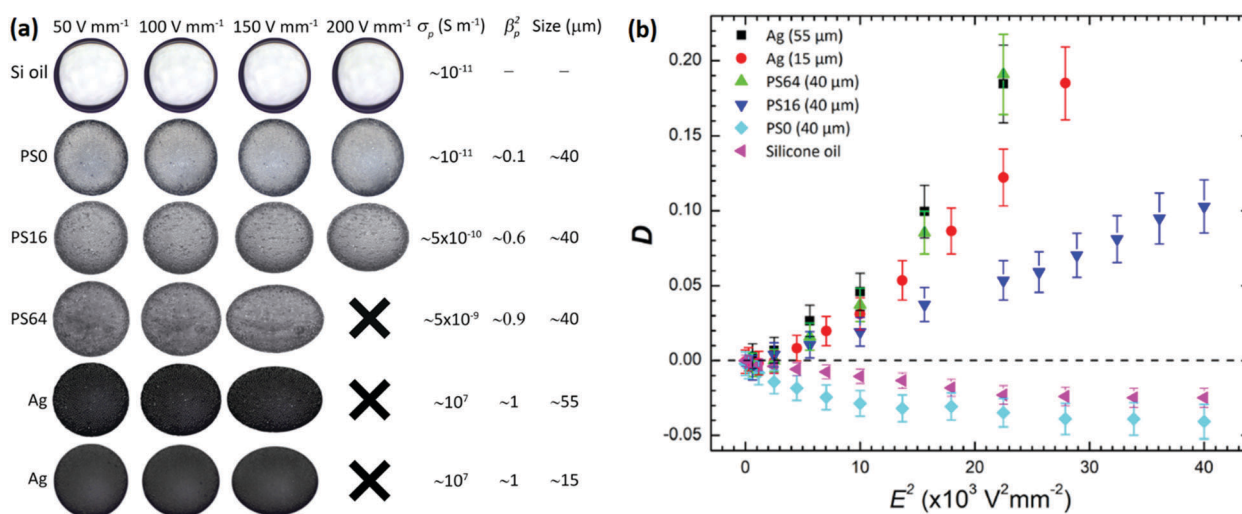 (a) 50 V mm⁻¹ 100 V mm⁻¹ 150 V mm⁻¹ 200 V mm⁻¹ σₚ (S m⁻¹) βₚ² Size (μm)
Si oil ~10⁻¹¹ – –
PS0 ~10⁻¹¹ ~0.1 ~40
PS16 ~5x10⁻¹⁰ ~0.6 ~40
PS64 ~5x10⁻⁹ ~0.9 ~40
Ag ~10⁷ ~1 ~55
Ag ~10⁷ ~1 ~15
(b)
Ag (55 μm)
Ag (15 μm)
PS64 (40 μm)
PS16 (40 μm)
PS0 (40 μm)
Silicone oil
0.20
0.15
0.10
0.05
0.00
-0.05
D
0 10 20 30 40
E² (x10³ V²mm⁻²)